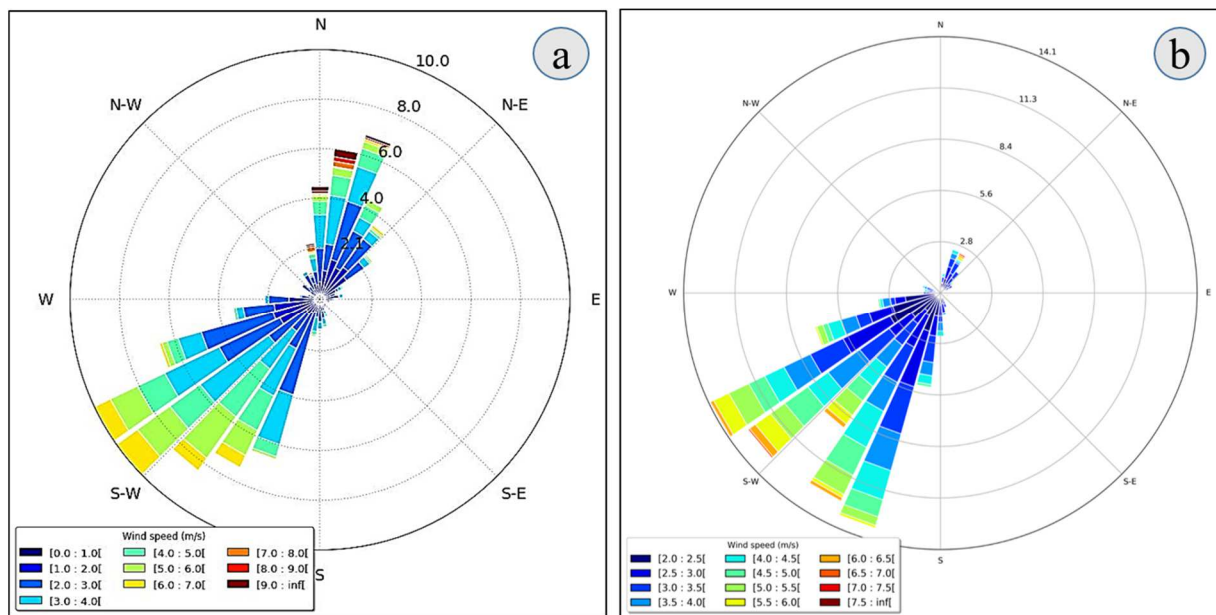 a
N
10.0
N-W
N-E
8.0
6.0
4.0
2.1
W
E
S-W
S-E
S
Wind speed (m/s)
[0.0 : 1.0[
[4.0 : 5.0[
[7.0 : 8.0[
[1.0 : 2.0[
[5.0 : 6.0[
[8.0 : 9.0[
[2.0 : 3.0[
[6.0 : 7.0[
[9.0 : inf[
[3.0 : 4.0[
b
N
14.1
N-W
N-E
11.3
8.4
5.6
2.8
W
E
S-W
S-E
S
Wind speed (m/s)
[2.0 : 2.5[
[4.0 : 4.5[
[6.0 : 6.5[
[2.5 : 3.0[
[4.5 : 5.0[
[6.5 : 7.0[
[3.0 : 3.5[
[5.0 : 5.5[
[7.0 : 7.5[
[3.5 : 4.0[
[5.5 : 6.0[
[7.5 : inf[